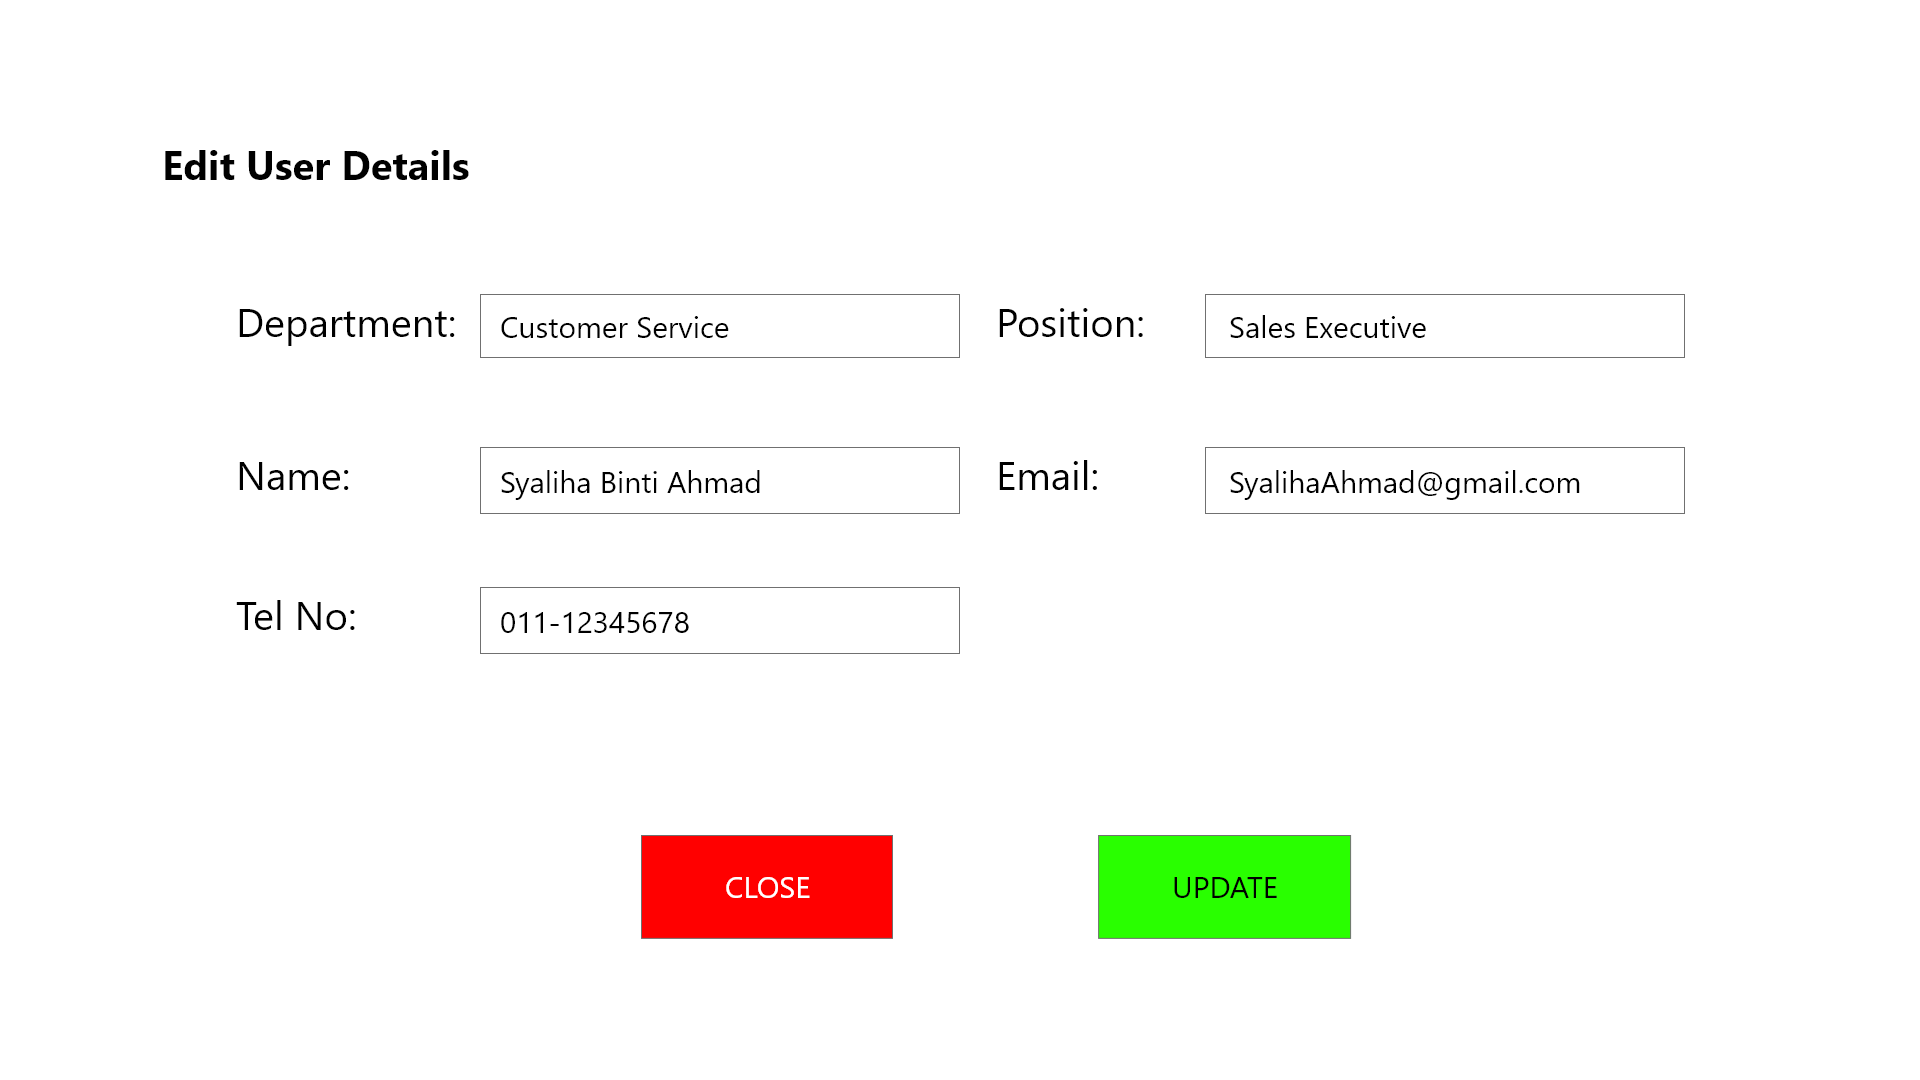 Edit User Details
Department: Customer Service Position: Sales Executive
Name: Syaliha Binti Ahmad Email: SyalihaAhmad@gmail.com
Tel No: 011-12345678
CLOSE UPDATE